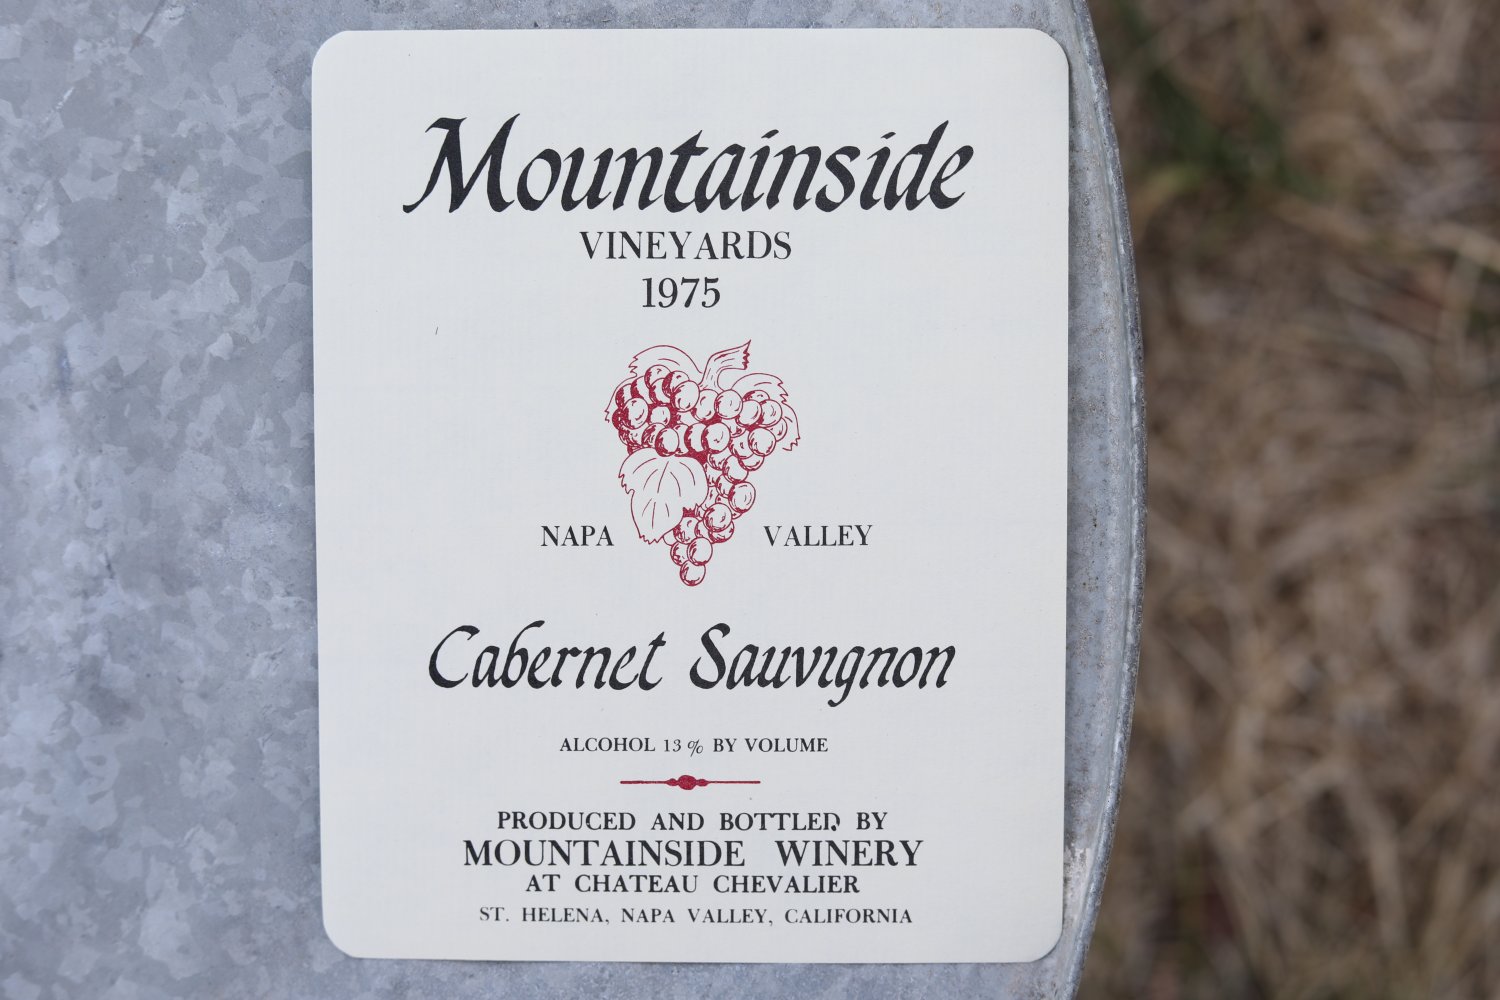 Mountainside
VINEYARDS
1975
NAPA VALLEY
Cabernet Sauvignon
ALCOHOL 13 % BY VOLUME
PRODUCED AND BOTTLED BY
MOUNTAINSIDE WINERY
AT CHATEAU CHEVALIER
ST. HELENA, NAPA VALLEY, CALIFORNIA